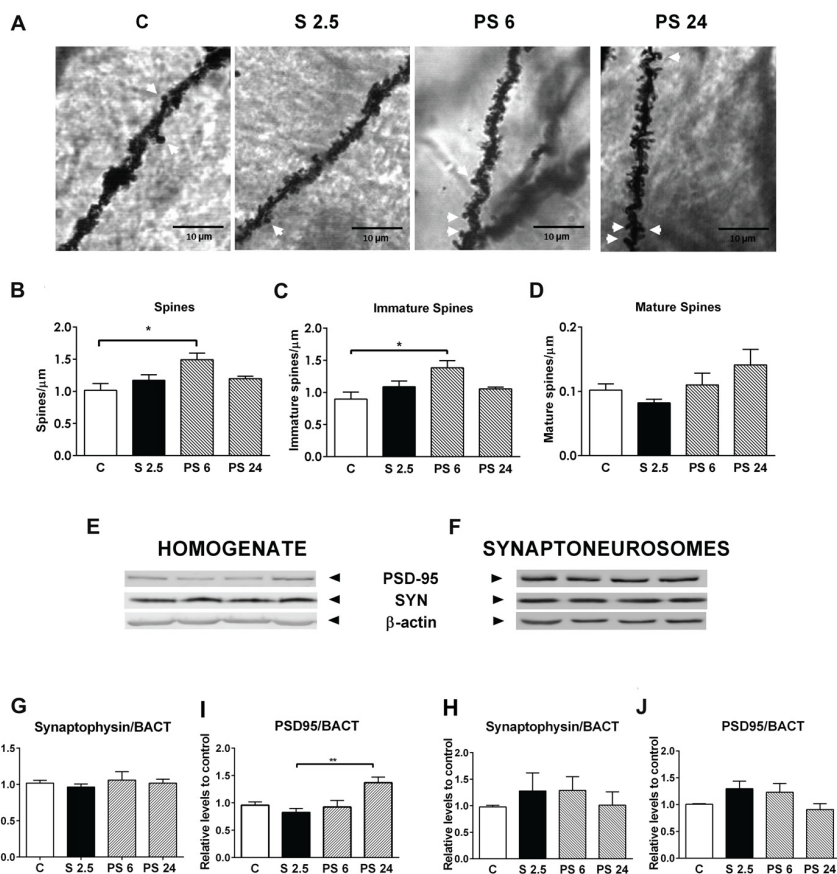 A
C S 2.5 PS 6 PS 24
10 µm 10 µm 10 µm 10 µm
B C D
Spines Immature Spines Mature Spines
Spines/µm
2.0
1.5
1.0
0.5
0.0
*
C S 2.5 PS 6 PS 24
Immature spines/µm
2.0
1.5
1.0
0.5
0.0
*
C S 2.5 PS 6 PS 24
Mature spines/µm
0.2
0.1
0.0
C S 2.5 PS 6 PS 24
E F
HOMOGENATE SYNAPTONEUROSOMES
PSD-95
SYN
β-actin
G I H J
Synaptophysin/BACT PSD95/BACT Synaptophysin/BACT PSD95/BACT
1.5
1.0
0.5
0.0
C S 2.5 PS 6 PS 24
Relative levels to control
2.0
1.5
1.0
0.5
0.0
**
C S 2.5 PS 6 PS 24
Relative levels to control
2.0
1.5
1.0
0.5
0.0
C S 2.5 PS 6 PS 24
Relative levels to control
2.0
1.5
1.0
0.5
0.0
C S 2.5 PS 6 PS 24